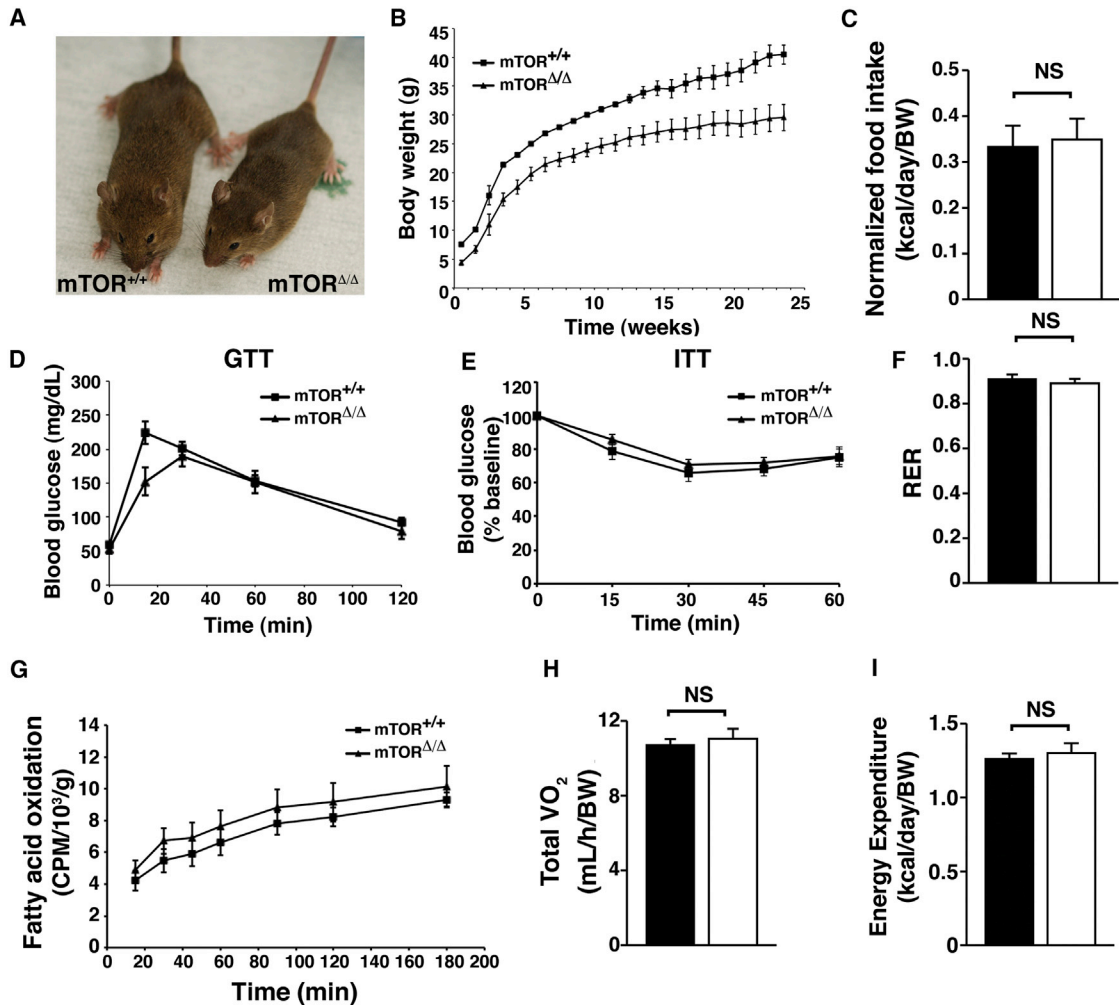 A
mTOR+/+
mTORΔ/Δ
B
Body weight (g)
45
40
35
30
25
20
15
10
5
0
mTOR+/+
mTORΔ/Δ
0 5 10 15 20 25
Time (weeks)
C
Normalized food intake
(kcal/day/BW)
0.5
0.4
0.3
0.2
0.1
0
NS
D
GTT
Blood glucose (mg/dL)
300
250
200
150
100
50
0
mTOR+/+
mTORΔ/Δ
0 20 40 60 80 100 120
Time (min)
E
ITT
Blood glucose
(% baseline)
120
100
80
60
40
20
0
mTOR+/+
mTORΔ/Δ
0 15 30 45 60
Time (min)
F
RER
1.0
0.8
0.6
0.4
0.2
0
NS
G
Fatty acid oxidation
(CPM/10³/g)
14
12
10
8
6
4
2
0
mTOR+/+
mTORΔ/Δ
0 20 40 60 80 100 120 140 160 180 200
Time (min)
H
Total VO₂
(mL/h/BW)
12
8
4
0
NS
I
Energy Expenditure
(kcal/day/BW)
1.5
1.0
0.5
0
NS